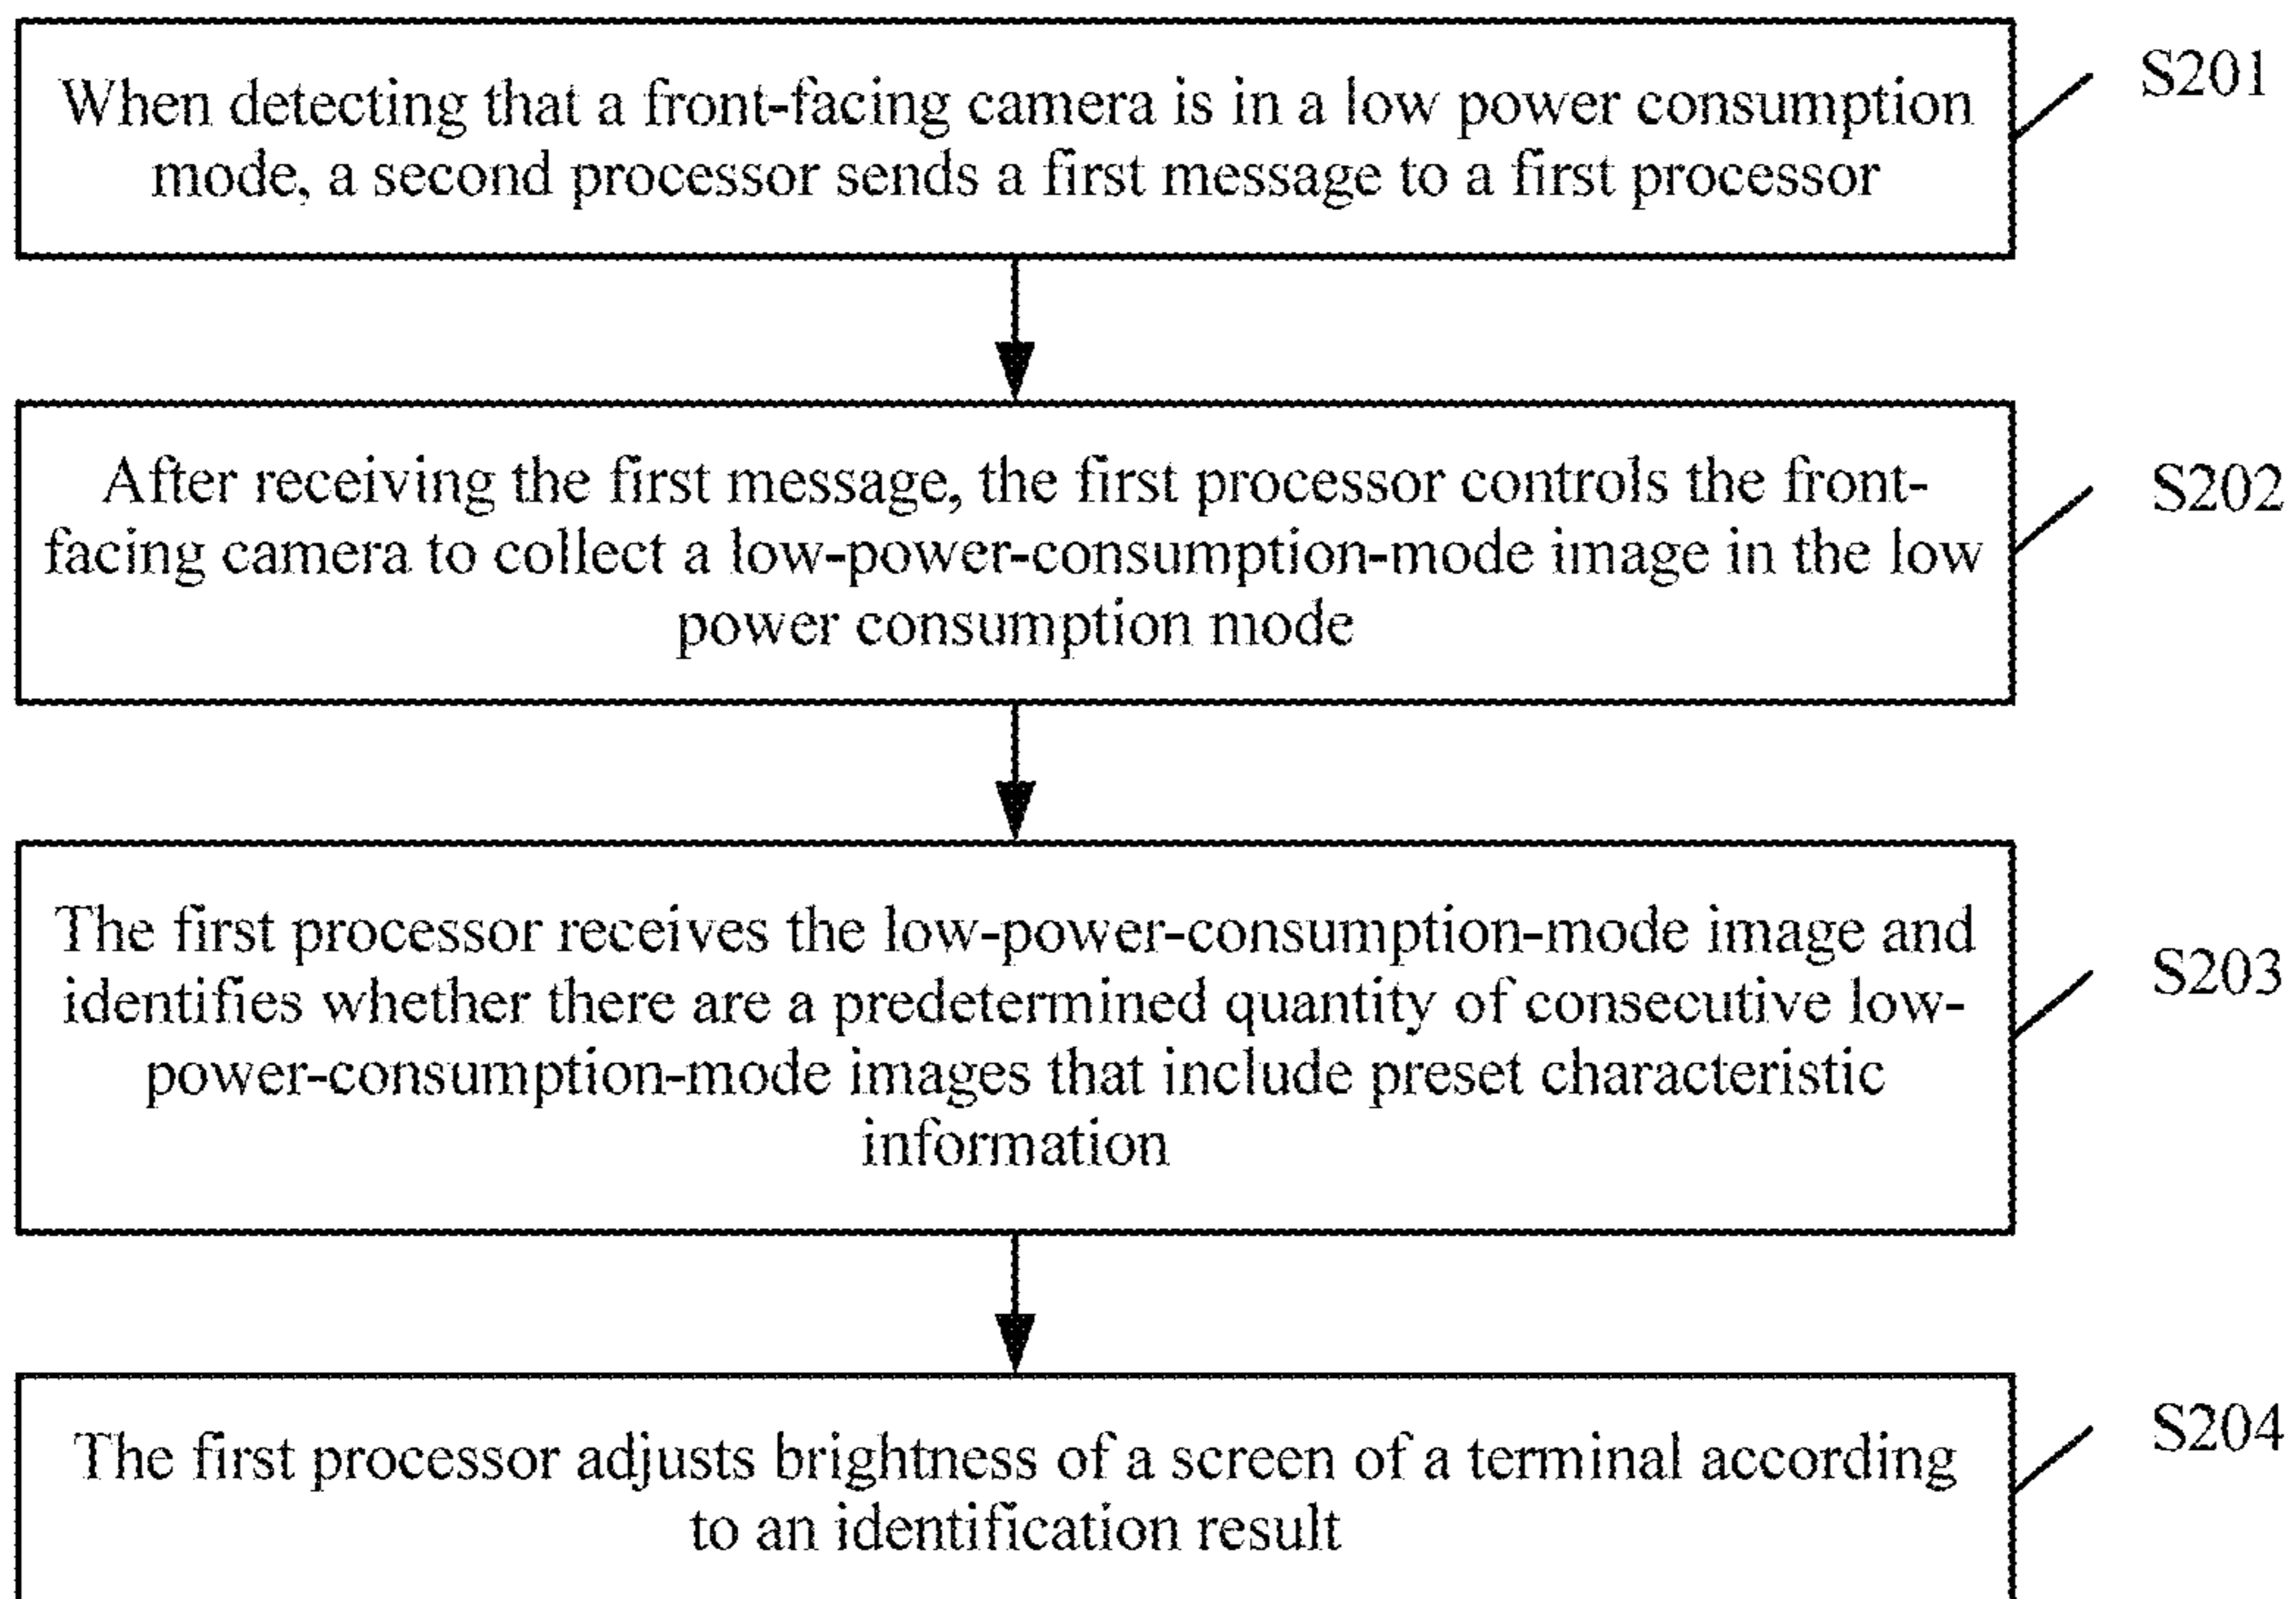 When detecting that a front-facing camera is in a low power consumption
mode, a second processor sends a first message to a first processor
S201
After receiving the first message, the first processor controls the front-
facing camera to collect a low-power-consumption-mode image in the low
power consumption mode
S202
The first processor receives the low-power-consumption-mode image and
identifies whether there are a predetermined quantity of consecutive low-
power-consumption-mode images that include preset characteristic
information
S203
The first processor adjusts brightness of a screen of a terminal according
to an identification result
S204